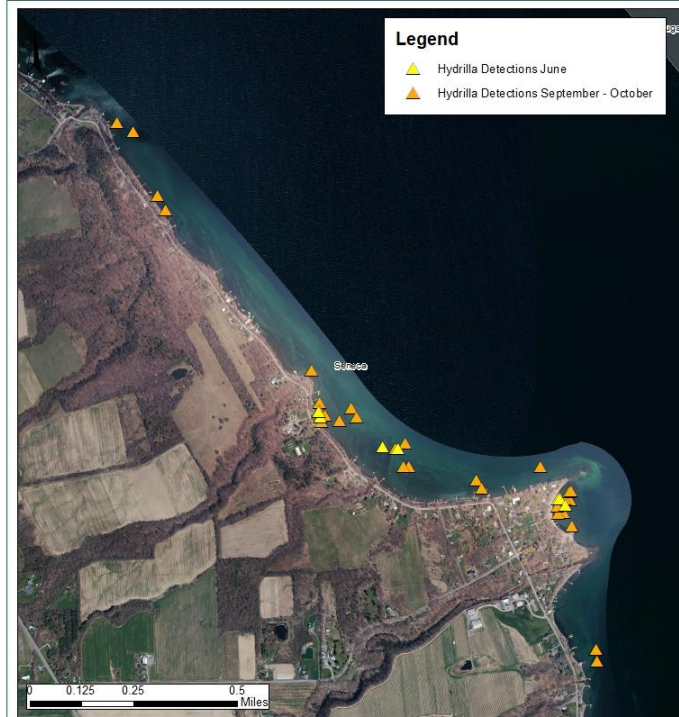 Legend
Hydrilla Detections June
Hydrilla Detections September - October
Seneca
0 0.125 0.25 0.5
Miles